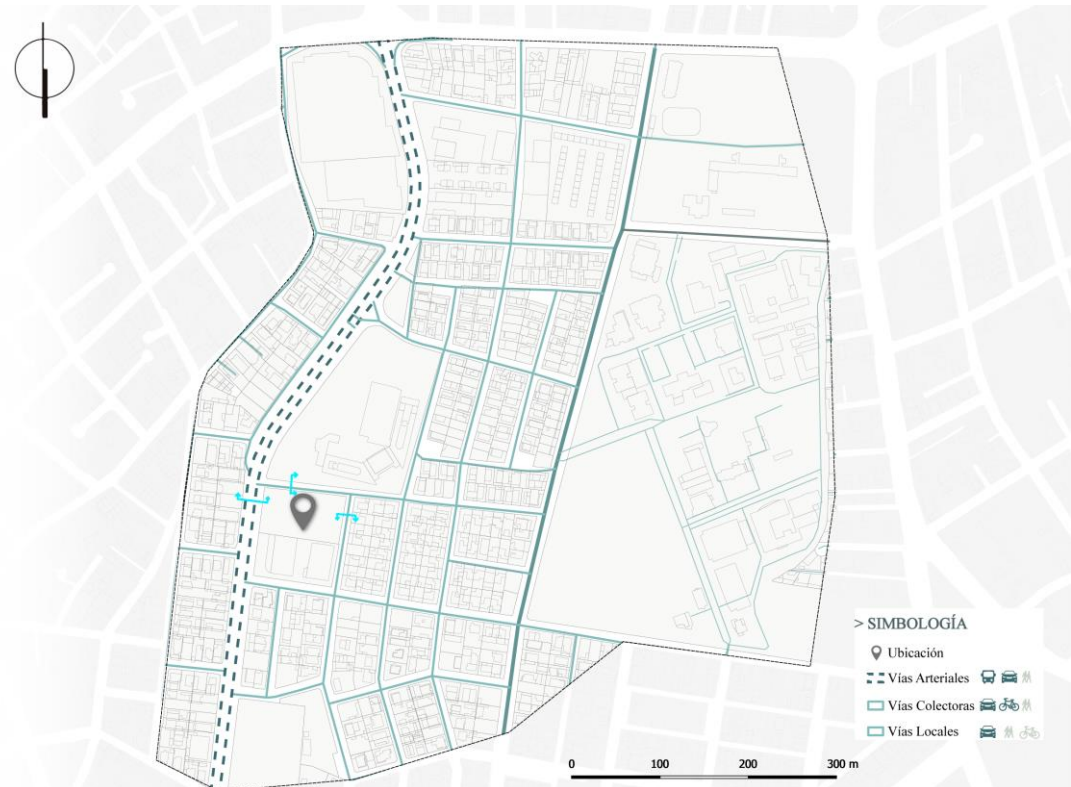 > SIMBOLOGÍA
Ubicación
Vías Arteriales
Vías Colectoras
Vías Locales
0 100 200 300 m